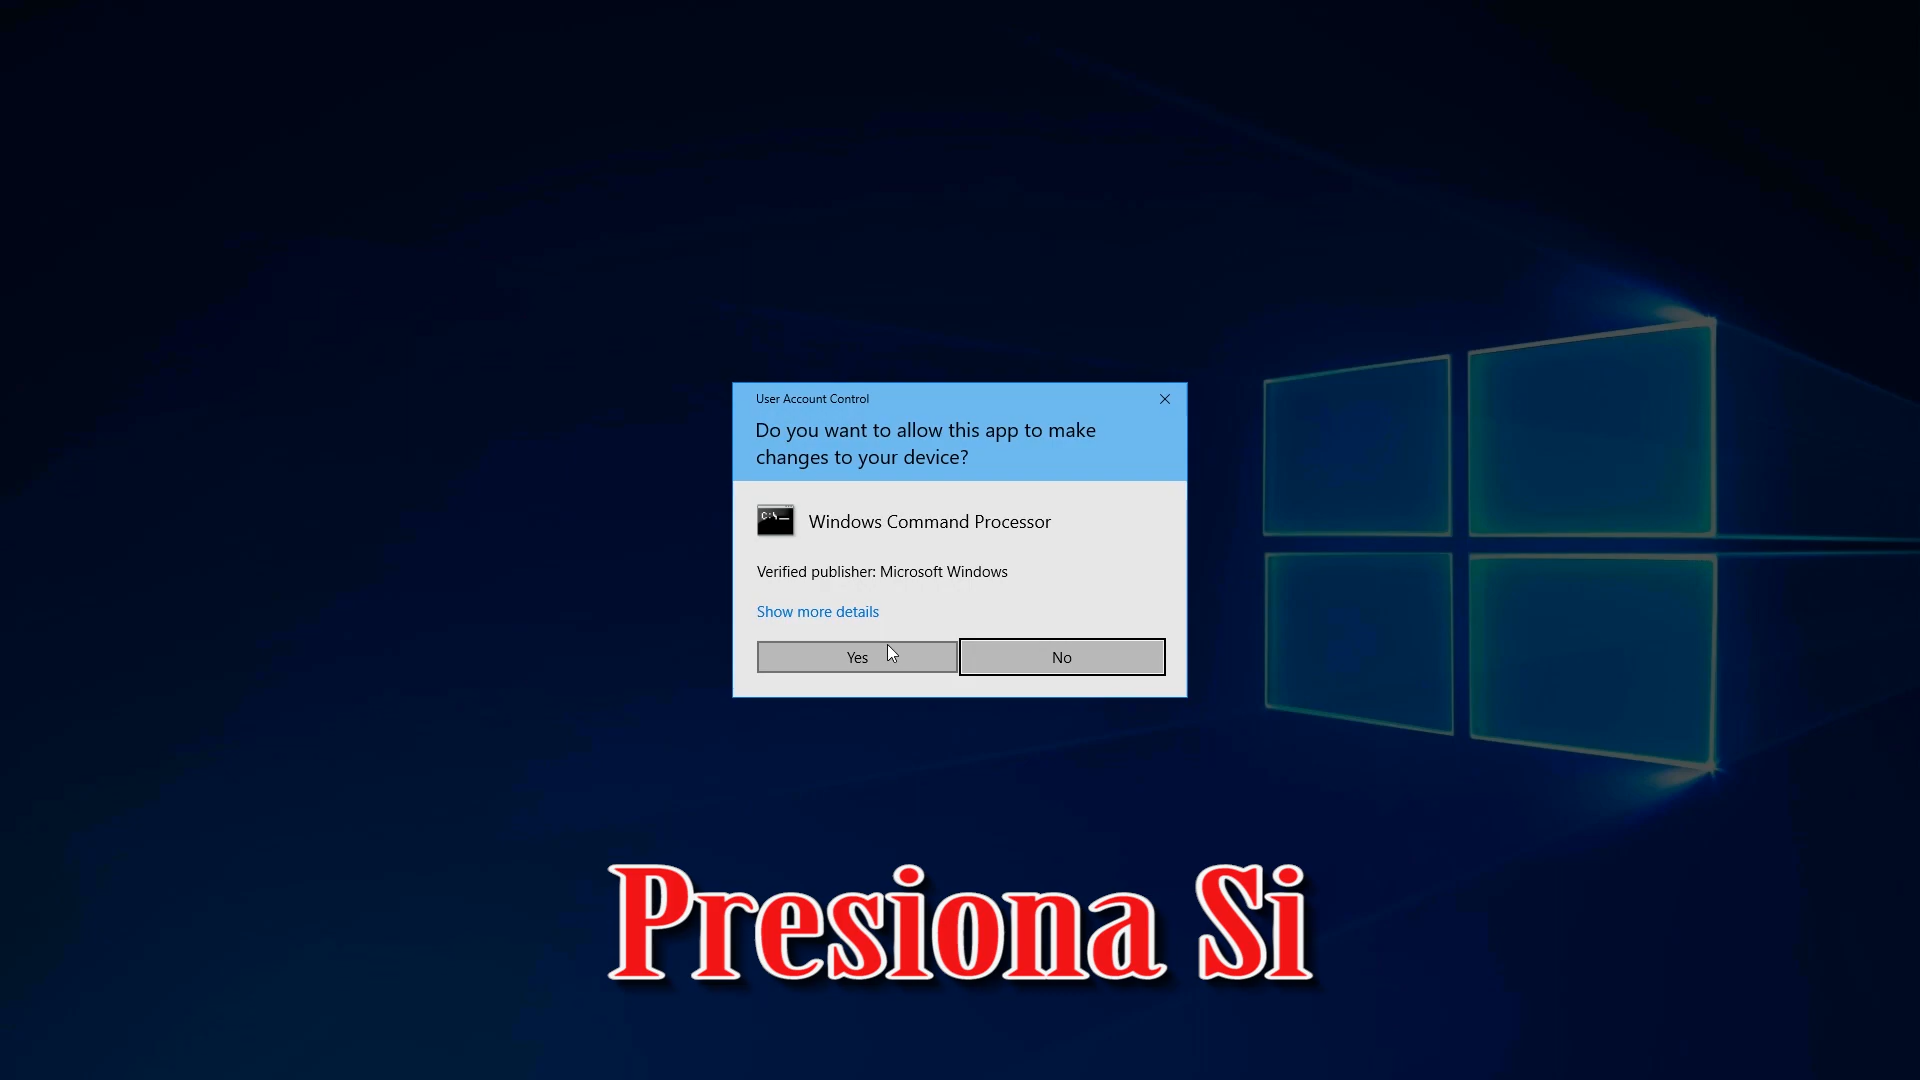 User Account Control
Do you want to allow this app to make
changes to your device?
C:\_
Windows Command Processor
Verified publisher: Microsoft Windows
Show more details
Yes No
Presiona Si